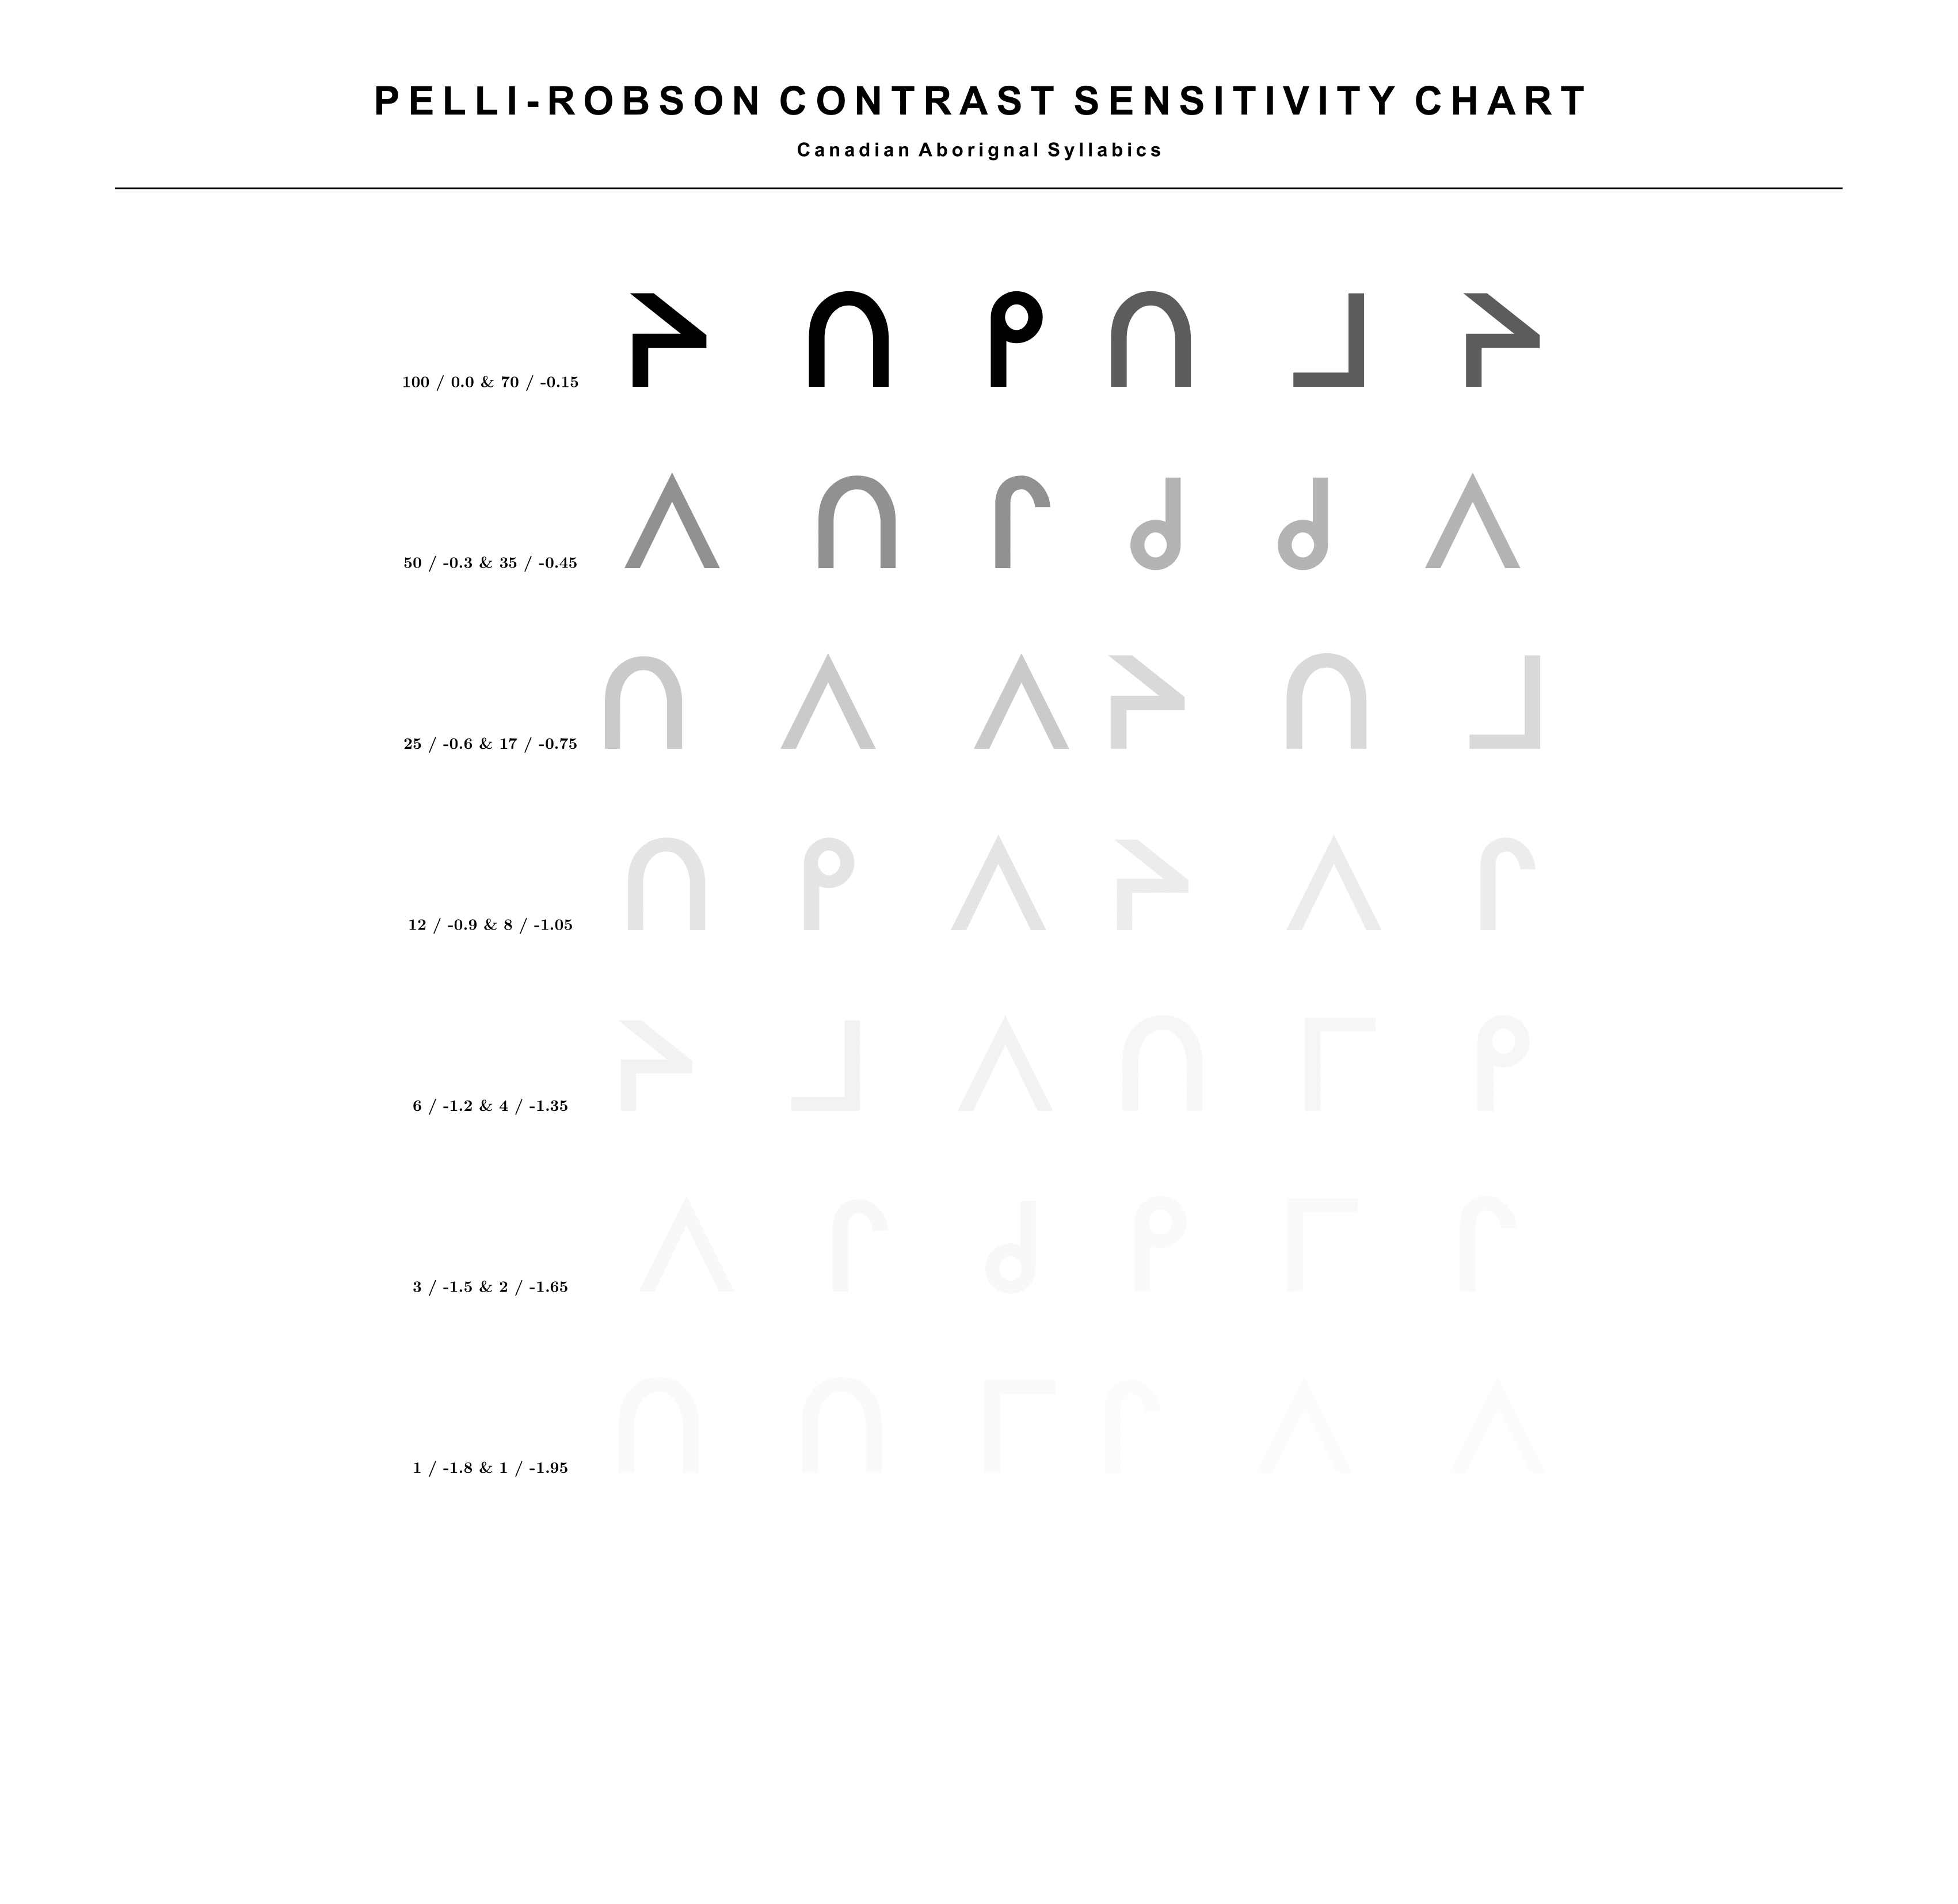 PELLI-ROBSON CONTRAST SENSITIVITY CHART
Canadian Aborignal Syllabics
100 / 0.0 & 70 / -0.15 ᔨ ᑎ ᑭ ᑎ ᒧ ᔨ
50 / -0.3 & 35 / -0.45 ᐱ ᑎ ᒋ ᑯ ᑯ ᐱ
25 / -0.6 & 17 / -0.75 ᑎ ᐱ ᐱ ᔨ ᑎ ᒧ
12 / -0.9 & 8 / -1.05 ᑎ ᑭ ᐱ ᔨ ᐱ ᒋ
6 / -1.2 & 4 / -1.35 ᔨ ᒧ ᐱ ᑎ ᒥ ᑭ
3 / -1.5 & 2 / -1.65 ᐱ ᒋ ᑯ ᑭ ᒥ ᒋ
1 / -1.8 & 1 / -1.95 ᑎ ᑎ ᒥ ᒋ ᐱ ᐱ